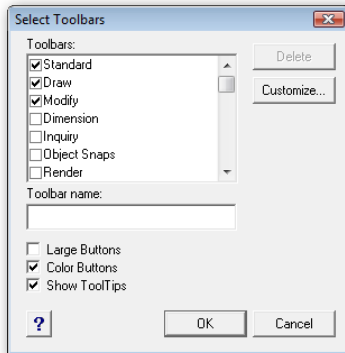 Select Toolbars
Toolbars:
Standard
Draw
Modify
Dimension
Inquiry
Object Snaps
Render
Delete
Customize...
Toolbar name:
Large Buttons
Color Buttons
Show ToolTips
?
OK
Cancel